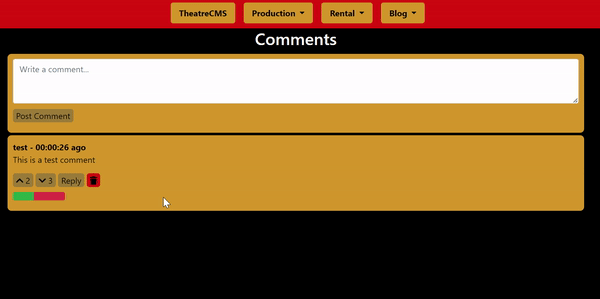 TheatreCMS Production Rental Blog
Comments
Write a comment...
Post Comment
test - 00:00:26 ago
This is a test comment
2 3 Reply